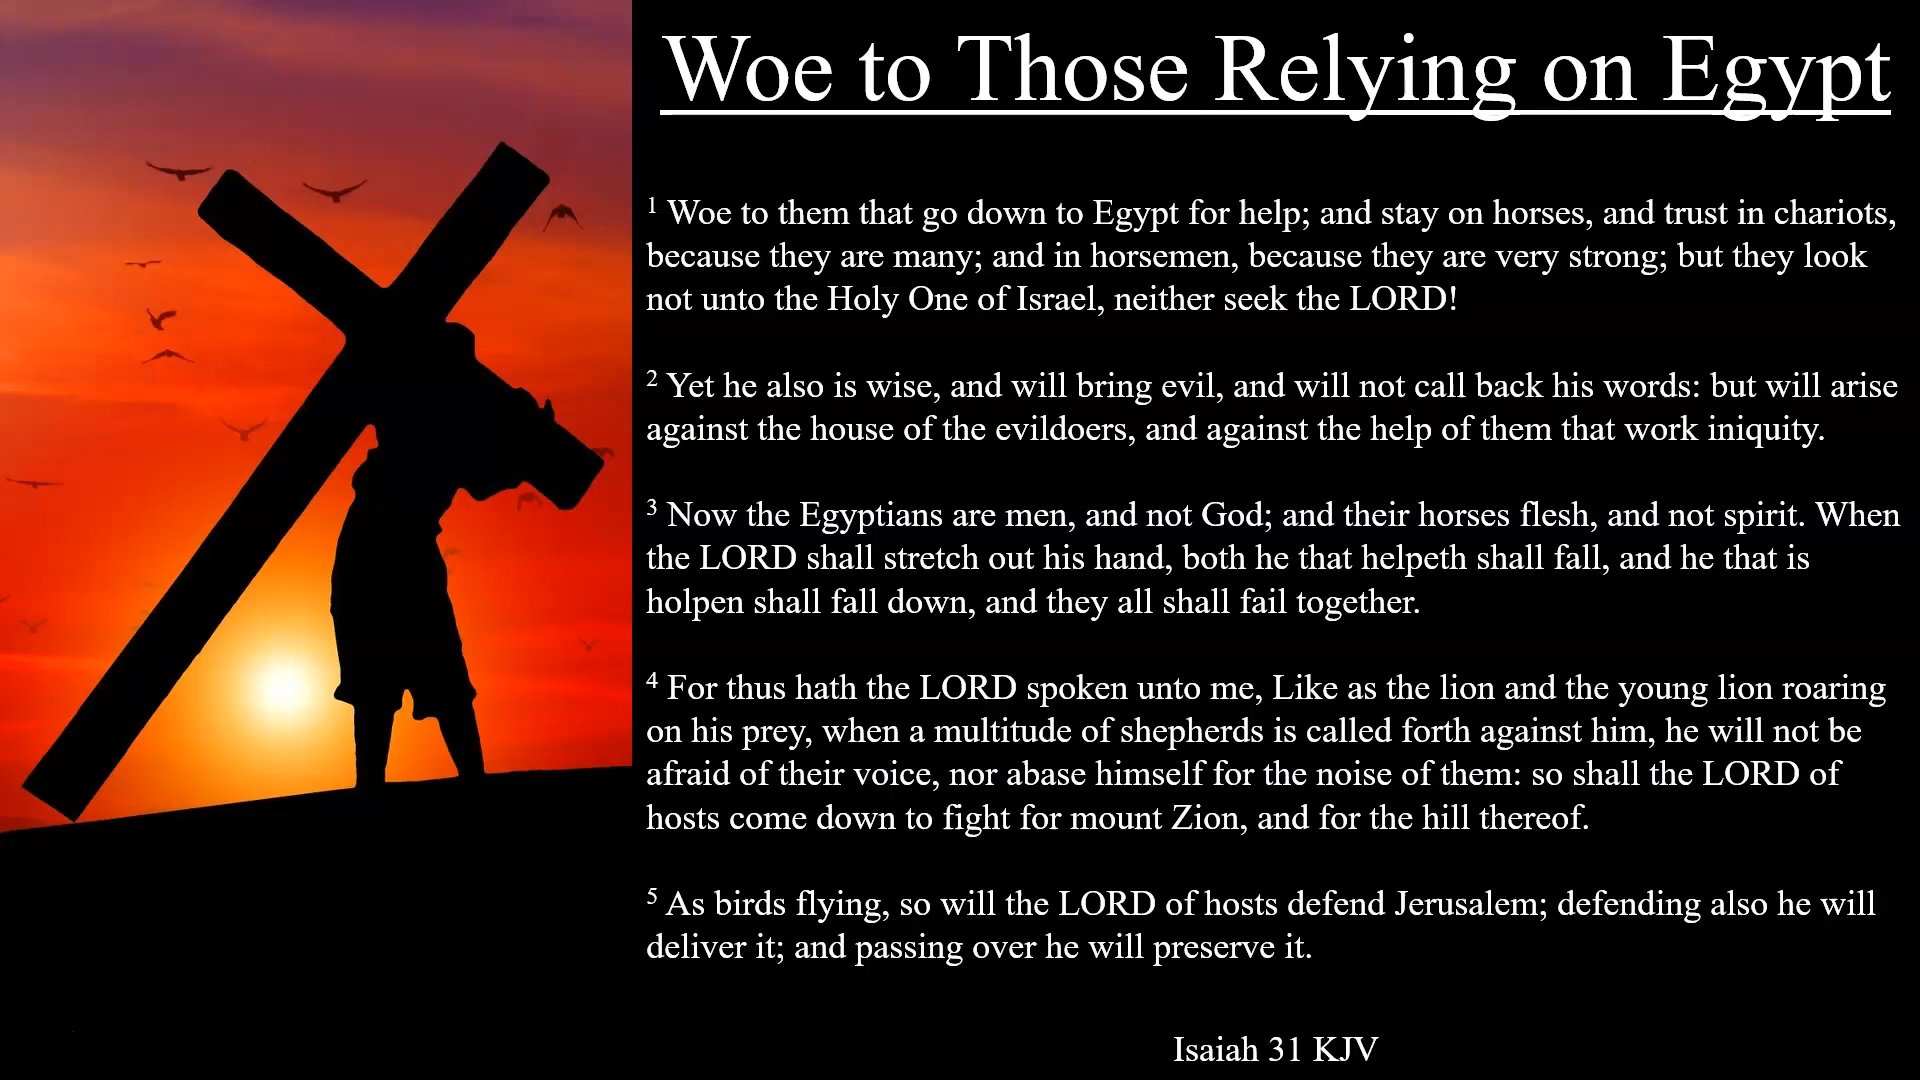 Woe to Those Relying on Egypt
1 Woe to them that go down to Egypt for help; and stay on horses, and trust in chariots,
because they are many; and in horsemen, because they are very strong; but they look
not unto the Holy One of Israel, neither seek the LORD!
2 Yet he also is wise, and will bring evil, and will not call back his words: but will arise
against the house of the evildoers, and against the help of them that work iniquity.
3 Now the Egyptians are men, and not God; and their horses flesh, and not spirit. When
the LORD shall stretch out his hand, both he that helpeth shall fall, and he that is
holpen shall fall down, and they all shall fail together.
4 For thus hath the LORD spoken unto me, Like as the lion and the young lion roaring
on his prey, when a multitude of shepherds is called forth against him, he will not be
afraid of their voice, nor abase himself for the noise of them: so shall the LORD of
hosts come down to fight for mount Zion, and for the hill thereof.
5 As birds flying, so will the LORD of hosts defend Jerusalem; defending also he will
deliver it; and passing over he will preserve it.
Isaiah 31 KJV